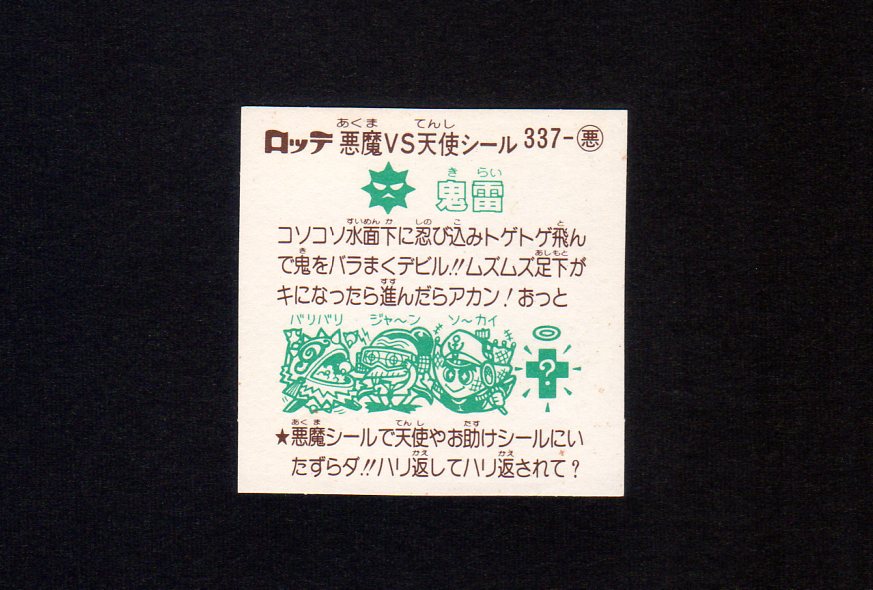 ロッテ 悪魔VS天使シール 337-悪
鬼雷
コソコソ水面下に忍び込みトゲトゲ飛ん
で鬼をバラまくデビル!!ムズムズ足下が
キになったら進んだらアカン!おっと
バリバリ ジャ〜ン ソ〜カイ
?
★悪魔シールで天使やお助けシールにい
たずらダ!!ハリ返してハリ返されて?